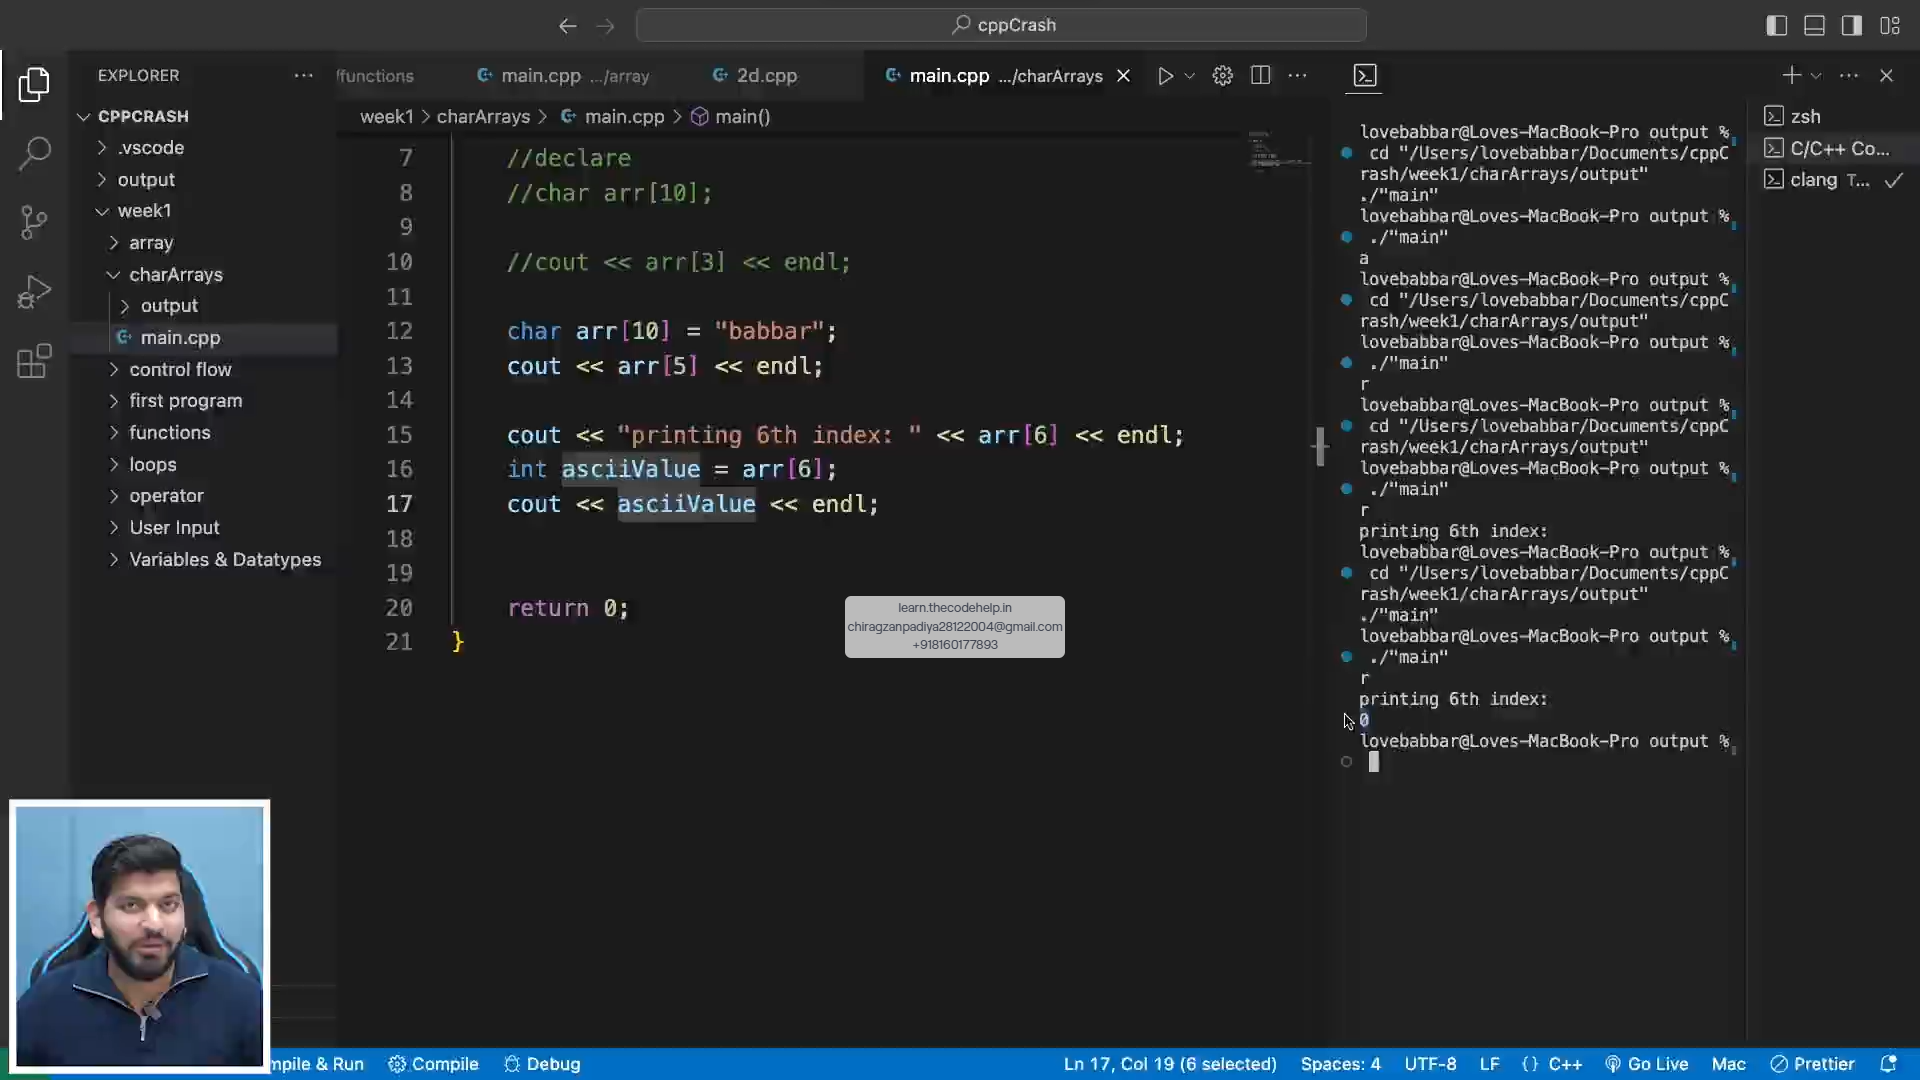 cppCrash
EXPLORER
/functions
main.cpp .../array
2d.cpp
main.cpp .../charArrays
CPPCRASH
.vscode
output
week1
array
charArrays
output
main.cpp
control flow
first program
functions
loops
operator
User Input
Variables & Datatypes
week1 > charArrays > main.cpp > main()
7 //declare
8 //char arr[10];
9
10 //cout << arr[3] << endl;
11
12 char arr[10] = "babbar";
13 cout << arr[5] << endl;
14
15 cout << "printing 6th index: " << arr[6] << endl;
16 int asciiValue = arr[6];
17 cout << asciiValue << endl;
18
19
20 return 0;
21 }
learn.thecodehelp.in
chiragzanpadiya28122004@gmail.com
+918160177893
lovebabbar@Loves-MacBook-Pro output %
cd "/Users/lovebabbar/Documents/cppC
rash/week1/charArrays/output"
./"main"
lovebabbar@Loves-MacBook-Pro output %
./"main"
a
lovebabbar@Loves-MacBook-Pro output %
cd "/Users/lovebabbar/Documents/cppC
rash/week1/charArrays/output"
lovebabbar@Loves-MacBook-Pro output %
./"main"
r
lovebabbar@Loves-MacBook-Pro output %
cd "/Users/lovebabbar/Documents/cppC
rash/week1/charArrays/output"
lovebabbar@Loves-MacBook-Pro output %
./"main"
r
printing 6th index:
lovebabbar@Loves-MacBook-Pro output %
cd "/Users/lovebabbar/Documents/cppC
rash/week1/charArrays/output"
./"main"
lovebabbar@Loves-MacBook-Pro output %
./"main"
r
printing 6th index:
0
lovebabbar@Loves-MacBook-Pro output %
zsh
C/C++ Co...
clang T...
mpile & Run
Compile
Debug
Ln 17, Col 19 (6 selected)
Spaces: 4
UTF-8
LF
{} C++
Go Live
Mac
Prettier